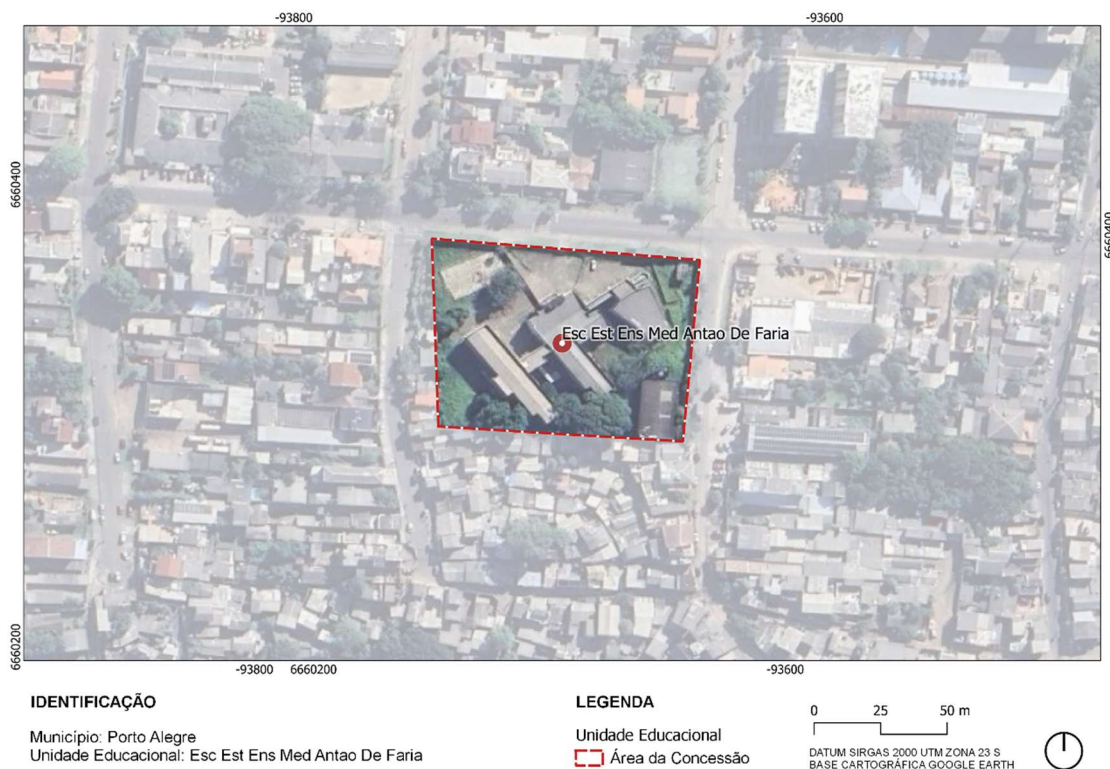 -93800 -93600
6660400
6660400
Esc Est Ens Med Antao De Faria
6660200
-93800 6660200 -93600
IDENTIFICAÇÃO
Município: Porto Alegre
Unidade Educacional: Esc Est Ens Med Antao De Faria
LEGENDA
Unidade Educacional
Área da Concessão
0 25 50 m
DATUM SIRGAS 2000 UTM ZONA 23 S
BASE CARTOGRÁFICA GOOGLE EARTH